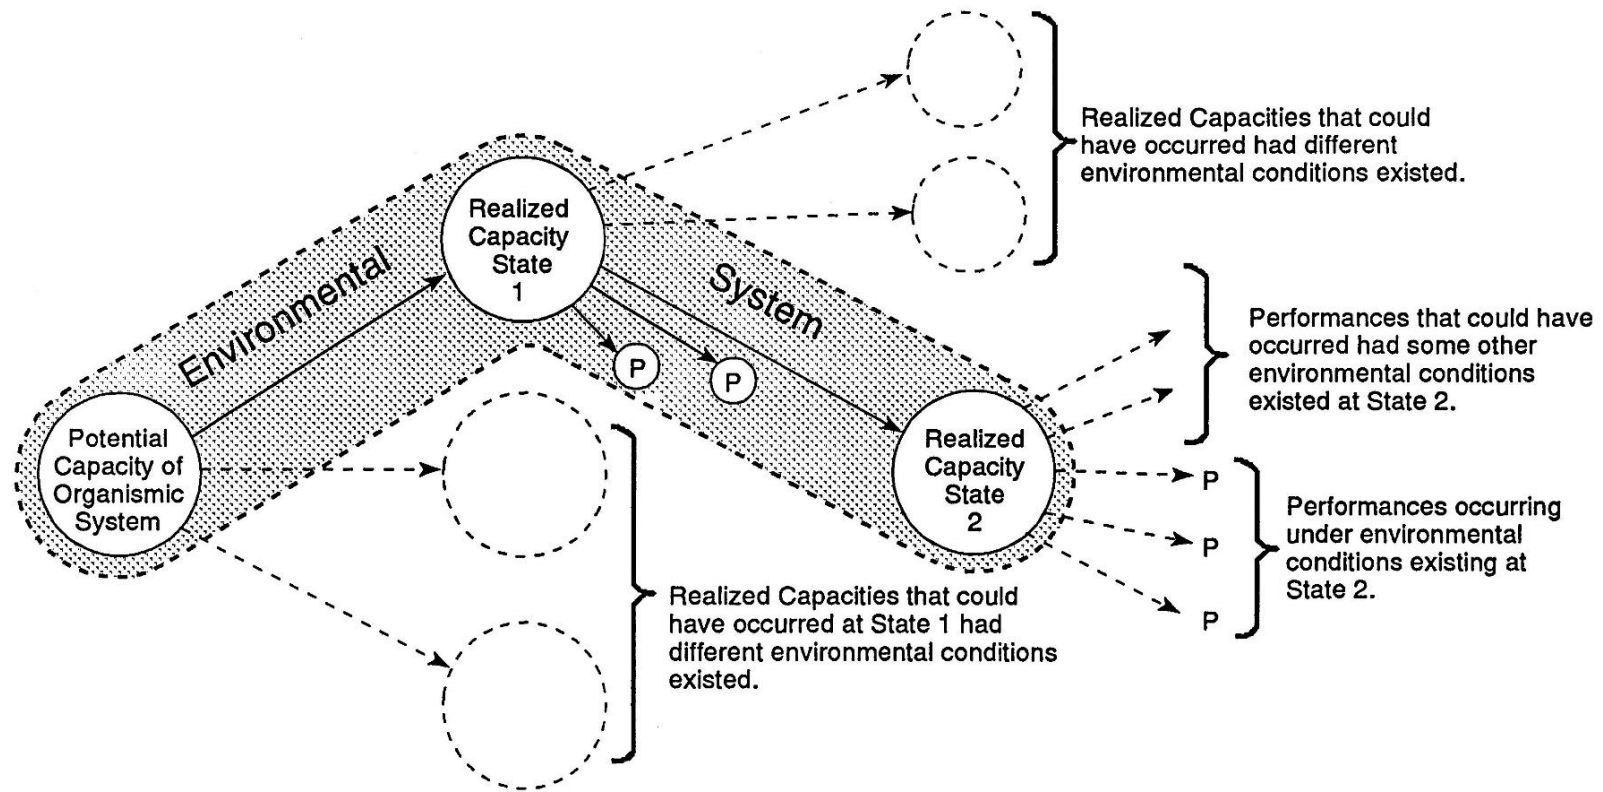 Realized Capacities that could
have occurred had different
environmental conditions existed.
Realized
Capacity
State
1
Environmental
System
P
P
Performances that could have
occurred had some other
environmental conditions
existed at State 2.
Potential
Capacity of
Organismic
System
Realized
Capacity
State
2
P
P
P
Performances occurring
under environmental
conditions existing at
State 2.
Realized Capacities that could
have occurred at State 1 had
different environmental conditions
existed.